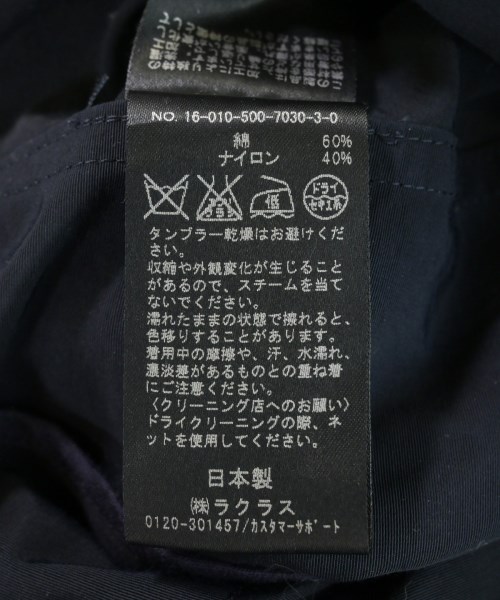 NO. 16-010-500-7030-3-0
綿 60%
ナイロン 40%
低
ドライ
セキユ系
タンブラー乾燥はお避けくだ
さい。
収縮や外観変化が生じること
があるので、スチームを当て
ないでください。
濡れたままの状態で擦れると、
色移りすることがあります。
着用中の摩擦や、汗、水濡れ、
濃淡差があるものとの重ね着
にご注意ください。
〈クリーニング店へのお願い〉
ドライクリーニングの際、ネ
ットを使用してください。
日本製
㈱ラクラス
0120-301457/カスタマーサポート